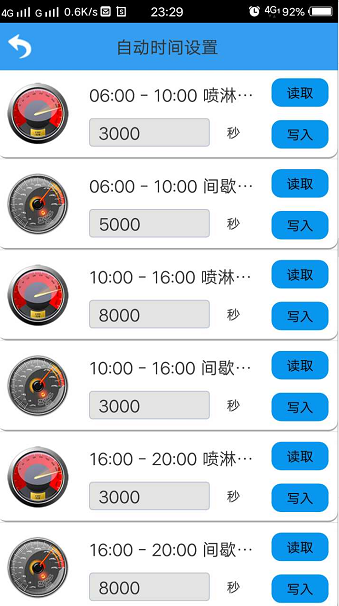 4G G 0.6K/s 23:29 4G 92%
自动时间设置
06:00 - 10:00 喷淋… 读取
3000 秒 写入
06:00 - 10:00 间歇… 读取
5000 秒 写入
10:00 - 16:00 喷淋… 读取
8000 秒 写入
10:00 - 16:00 间歇… 读取
3000 秒 写入
16:00 - 20:00 喷淋… 读取
3000 秒 写入
16:00 - 20:00 间歇… 读取
8000 秒 写入